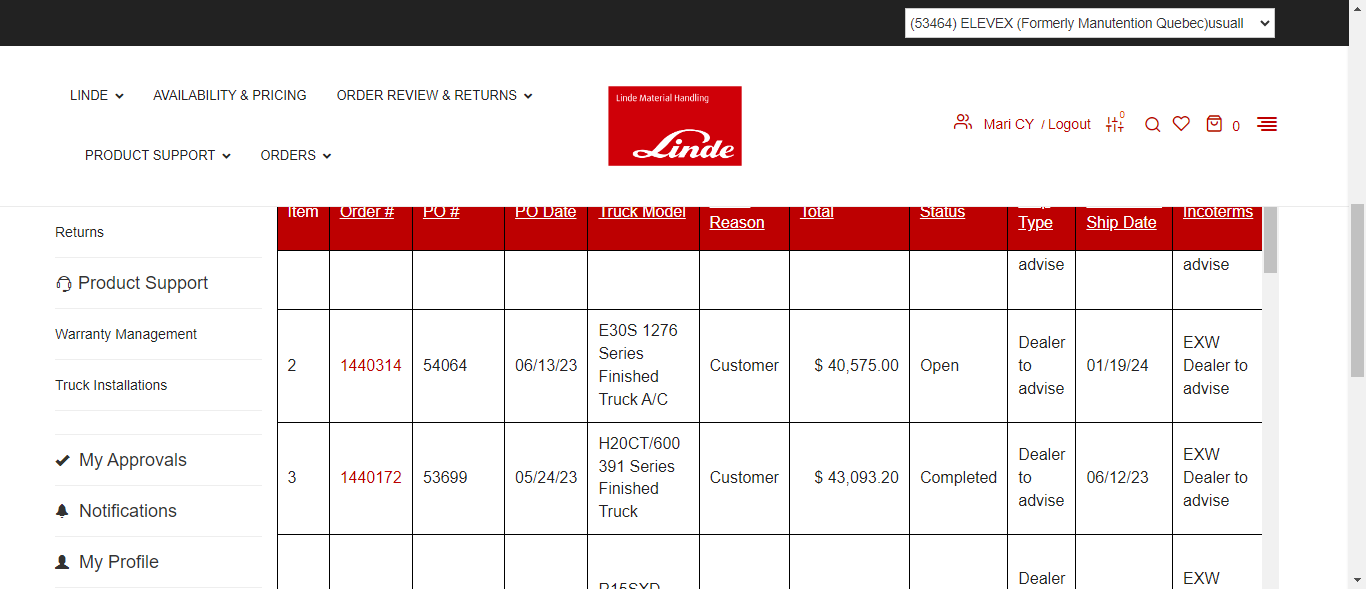 (53464) ELEVEX (Formerly Manutention Quebec)usuall
LINDE
AVAILABILITY & PRICING
ORDER REVIEW & RETURNS
PRODUCT SUPPORT
ORDERS
Linde Material Handling
Linde
Mari CY / Logout
0
0
Returns
Product Support
Warranty Management
Truck Installations
My Approvals
Notifications
My Profile
Item Order # PO # PO Date Truck Model Reason Total Status Type Ship Date Incoterms
advise advise
2 1440314 54064 06/13/23 E30S 1276 Series Finished Truck A/C Customer $ 40,575.00 Open Dealer to advise 01/19/24 EXW Dealer to advise
3 1440172 53699 05/24/23 H20CT/600 391 Series Finished Truck Customer $ 43,093.20 Completed Dealer to advise 06/12/23 EXW Dealer to advise
Dealer EXW